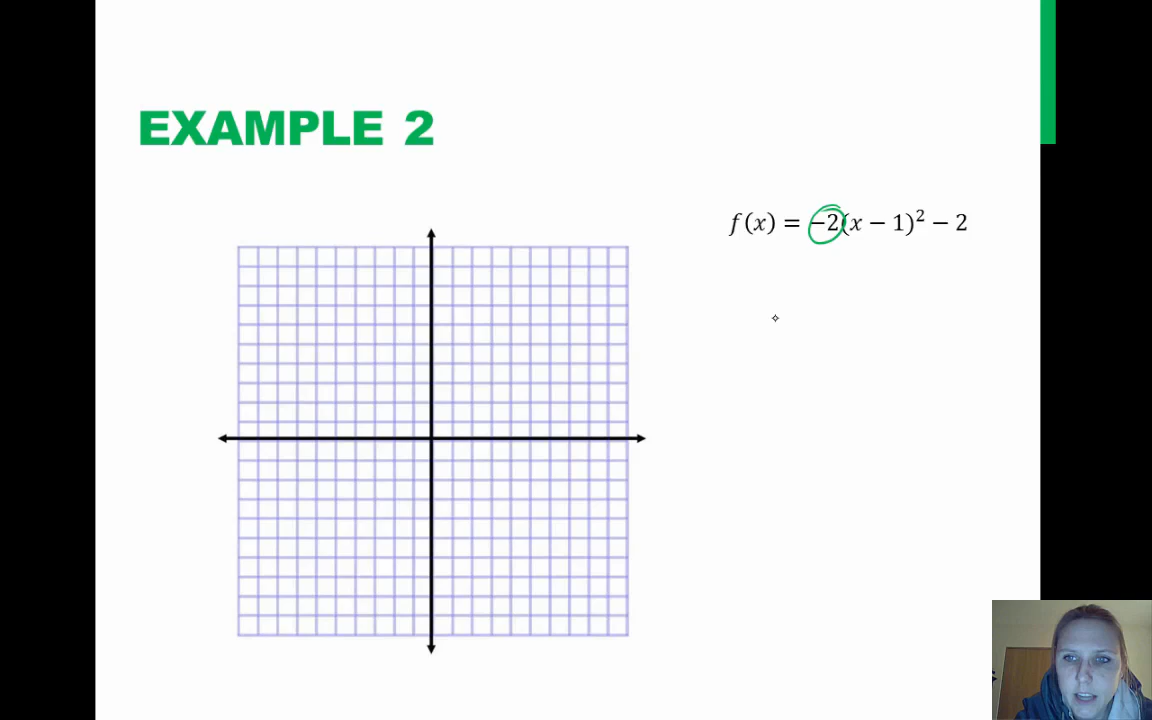 EXAMPLE 2
f(x) = −2(x − 1)² − 2